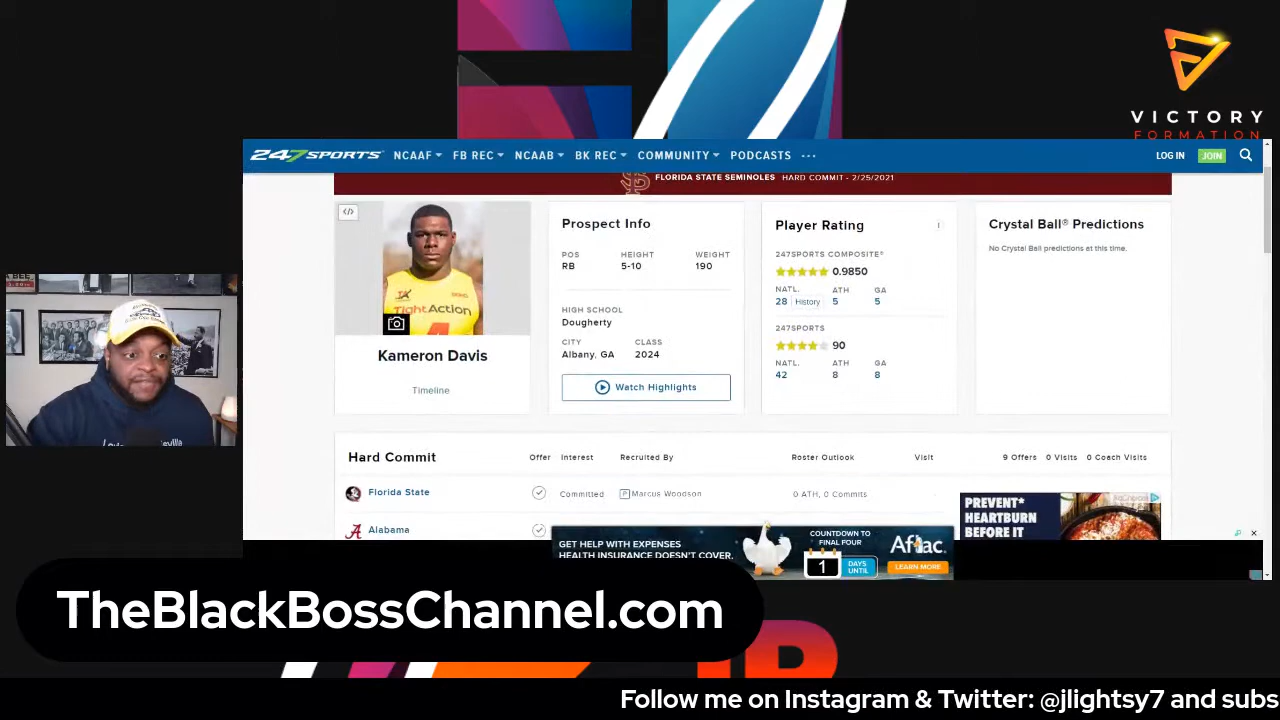 VICTORY
FORMATION
247SPORTS
NCAAF
FB REC
NCAAB
BK REC
COMMUNITY
PODCASTS
LOG IN
JOIN
FLORIDA STATE SEMINOLES HARD COMMIT - 2/25/2021
TightAction
Kameron Davis
Timeline
Prospect Info
POS HEIGHT WEIGHT
RB 5-10 190
HIGH SCHOOL
Dougherty
CITY CLASS
Albany, GA 2024
Watch Highlights
Player Rating
247SPORTS COMPOSITE®
0.9850
NATL. ATH GA
28 History 5 5
247SPORTS
90
NATL. ATH GA
42 8 8
Crystal Ball® Predictions
No Crystal Ball predictions at this time.
Hard Commit Offer Interest Recruited By Roster Outlook Visit 9 Offers 0 Visits 0 Coach Visits
Florida State Committed P Marcus Woodson 0 ATH, 0 Commits -
Alabama
PREVENT*
HEARTBURN
BEFORE IT
GET HELP WITH EXPENSES
HEALTH INSURANCE DOESN'T COVER.
COUNTDOWN TO
FINAL FOUR
1 DAYS
UNTIL
Aflac
LEARN MORE
TheBlackBossChannel.com
Follow me on Instagram & Twitter: @jlightsy7 and subs